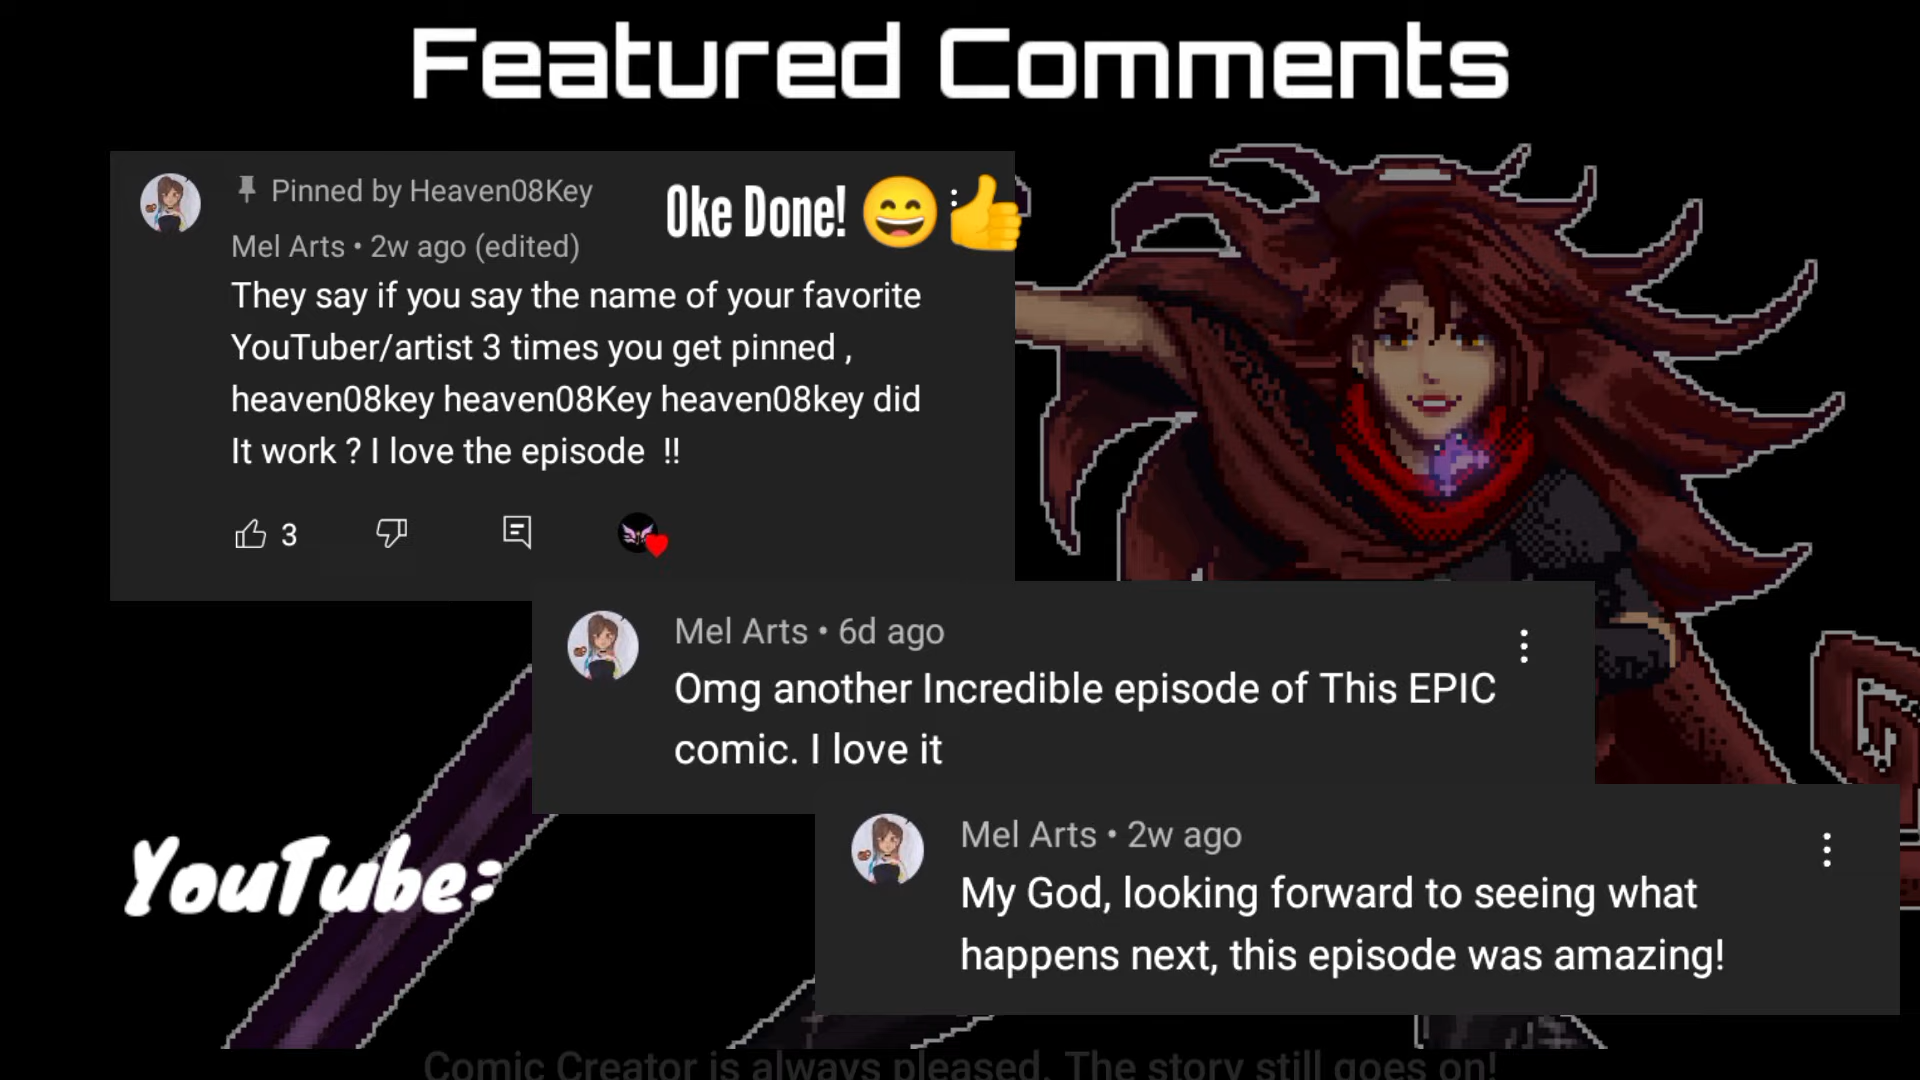 Featured Comments
Pinned by Heaven08Key
Oke Done! 😄👍
Mel Arts • 2w ago (edited)
They say if you say the name of your favorite
YouTuber/artist 3 times you get pinned ,
heaven08key heaven08Key heaven08key did
It work ? I love the episode  !!
3
Mel Arts • 6d ago
Omg another Incredible episode of This EPIC
comic. I love it
YouTube:
Mel Arts • 2w ago
My God, looking forward to seeing what
happens next, this episode was amazing!
Comic Creator is always pleased. The story still goes on!